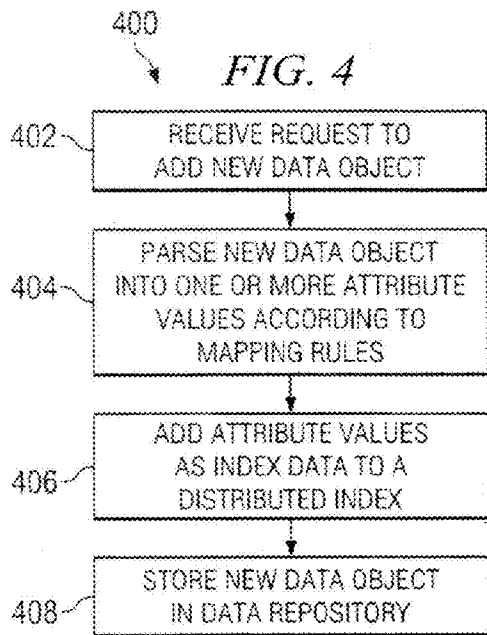 400
FIG. 4
402
RECEIVE REQUEST TO
ADD NEW DATA OBJECT
404
PARSE NEW DATA OBJECT
INTO ONE OR MORE ATTRIBUTE
VALUES ACCORDING TO
MAPPING RULES
406
ADD ATTRIBUTE VALUES
AS INDEX DATA TO A
DISTRIBUTED INDEX
408
STORE NEW DATA OBJECT
IN DATA REPOSITORY